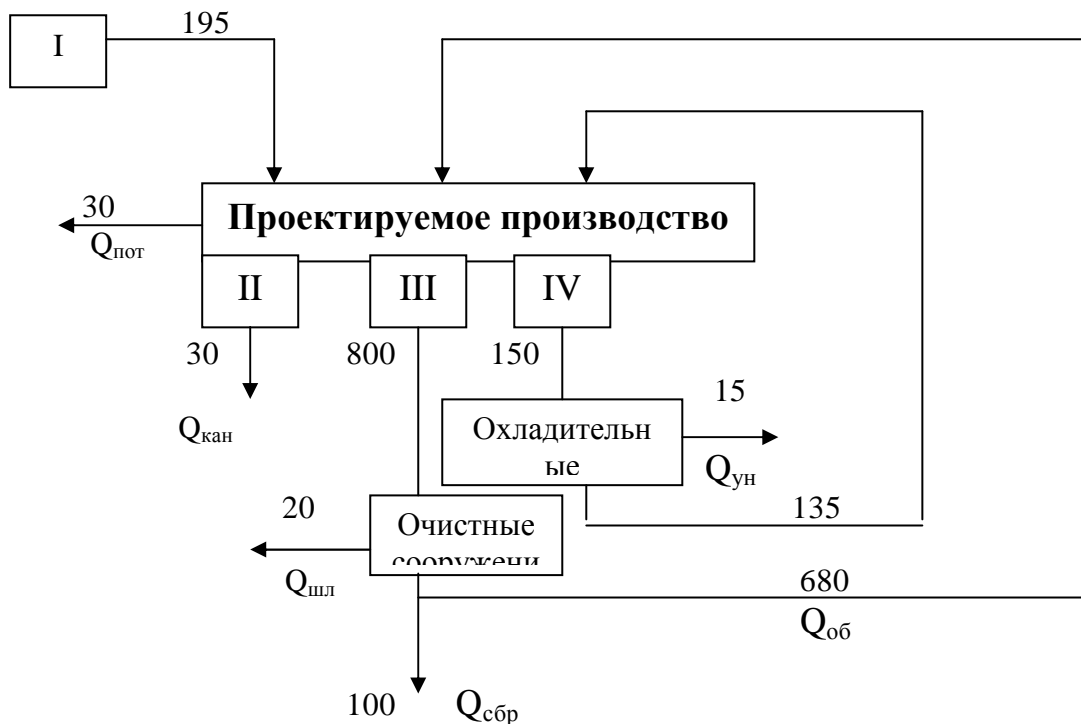 I
195
30
Qпот
Проектируемое производство
II
III
IV
30
800
150
Qкан
15
Охладительн
ые
Qун
20
135
Очистные
сооружени
Qшл
680
Qоб
100
Qсбр